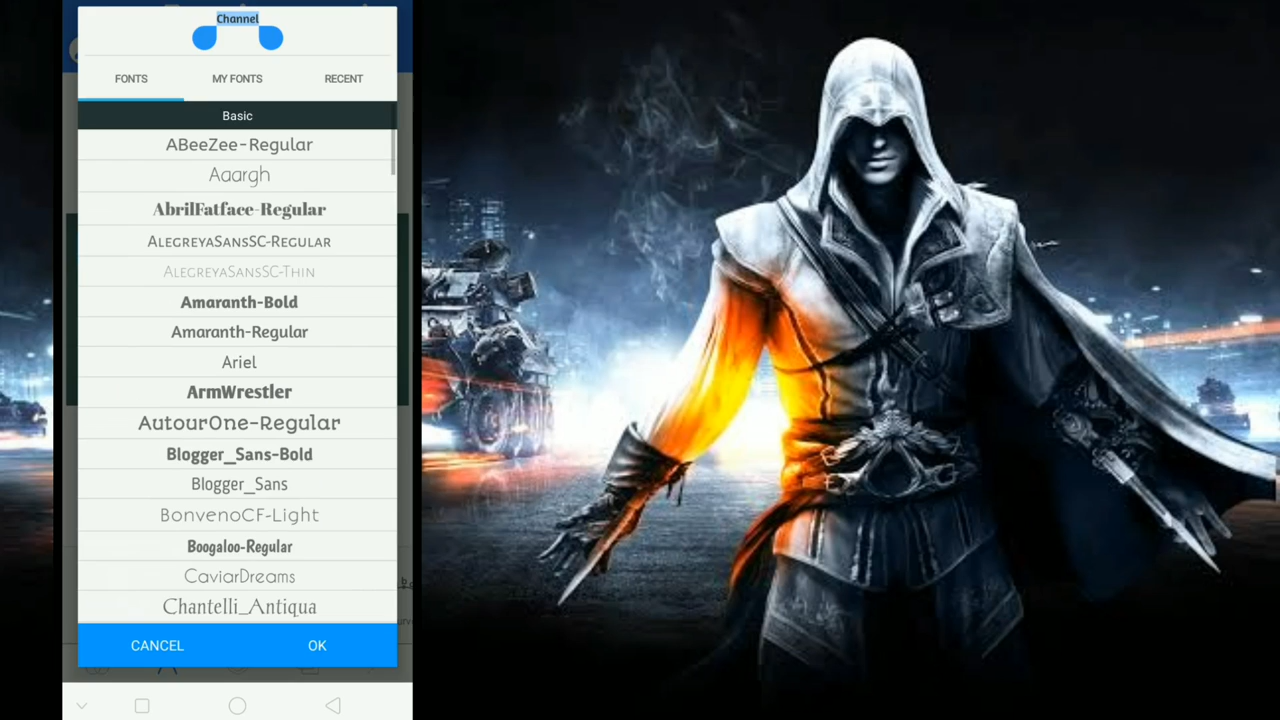 Channel
FONTS
MY FONTS
RECENT
Basic
ABeeZee-Regular
Aaargh
AbrilFatface-Regular
AlegreyaSansSC-Regular
AlegreyaSansSC-Thin
Amaranth-Bold
Amaranth-Regular
Ariel
ArmWrestler
AutourOne-Regular
Blogger_Sans-Bold
Blogger_Sans
BonvenoCF-Light
Boogaloo-Regular
CaviarDreams
Chantelli_Antiqua
CANCEL
OK